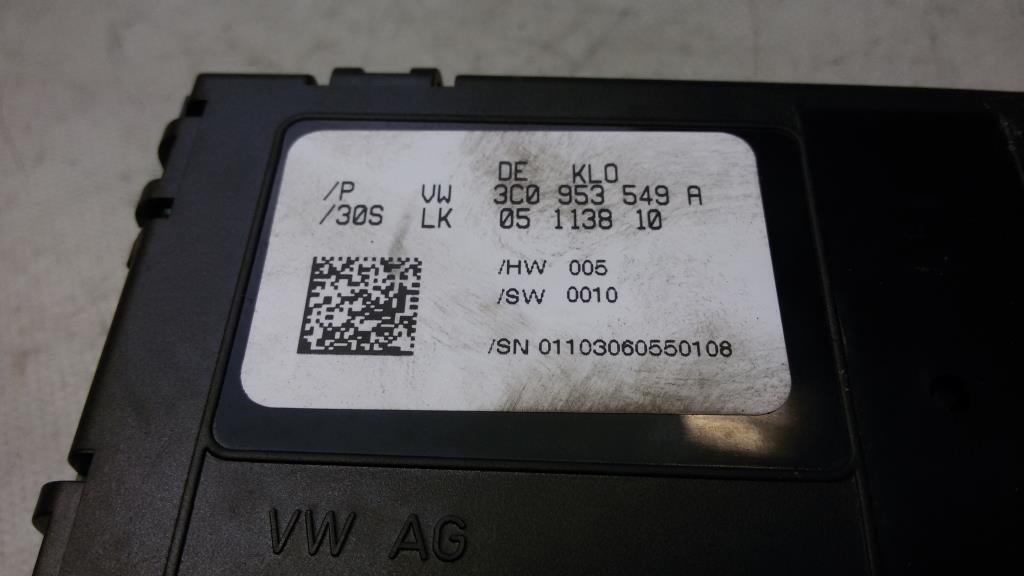 DE KLO
/P VW 3C0 953 549 A
/30S LK 05 1138 10
/HW 005
/SW 0010
/SN 01103060550108
VW AG